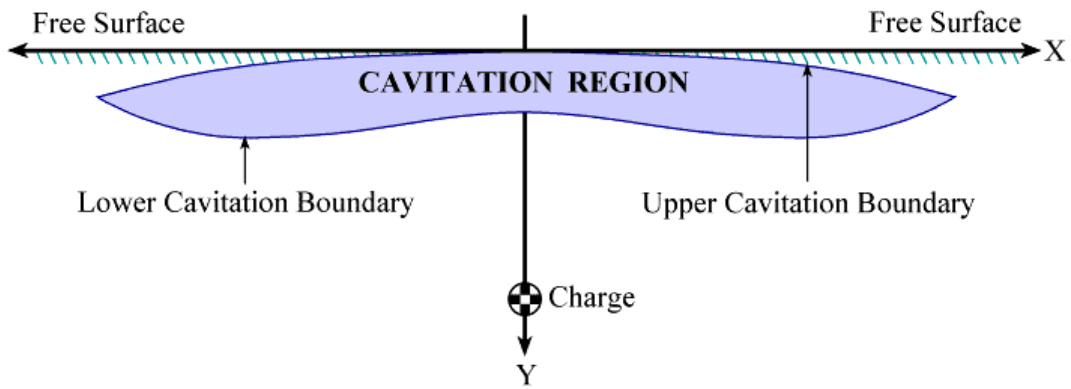 Free Surface
Free Surface
X
CAVITATION REGION
Lower Cavitation Boundary
Upper Cavitation Boundary
Charge
Y